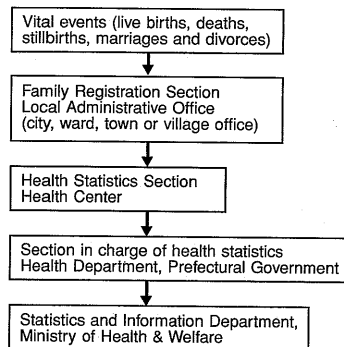 Vital events (live births, deaths,
stillbirths, marriages and divorces)
Family Registration Section
Local Administrative Office
(city, ward, town or village office)
Health Statistics Section
Health Center
Section in charge of health statistics
Health Department, Prefectural Government
Statistics and Information Department,
Ministry of Health & Welfare